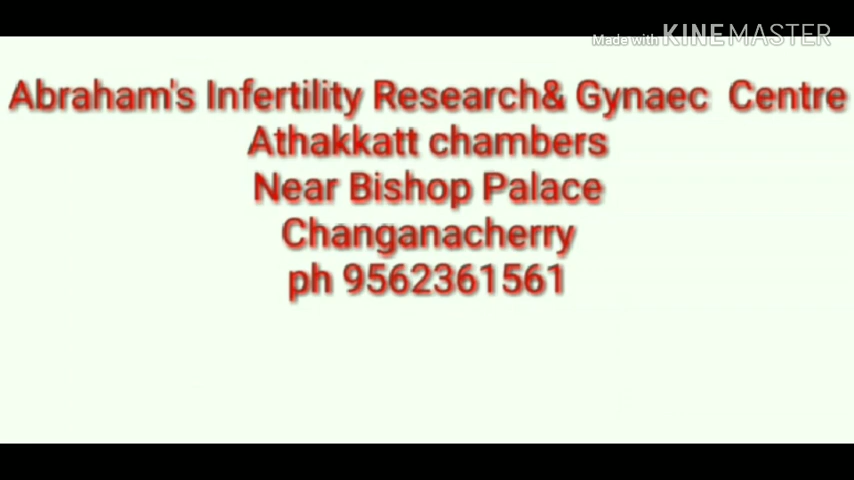 Made with KINEMASTER
Abraham's Infertility Research& Gynaec Centre
Athakkatt chambers
Near Bishop Palace
Changanacherry
ph 9562361561